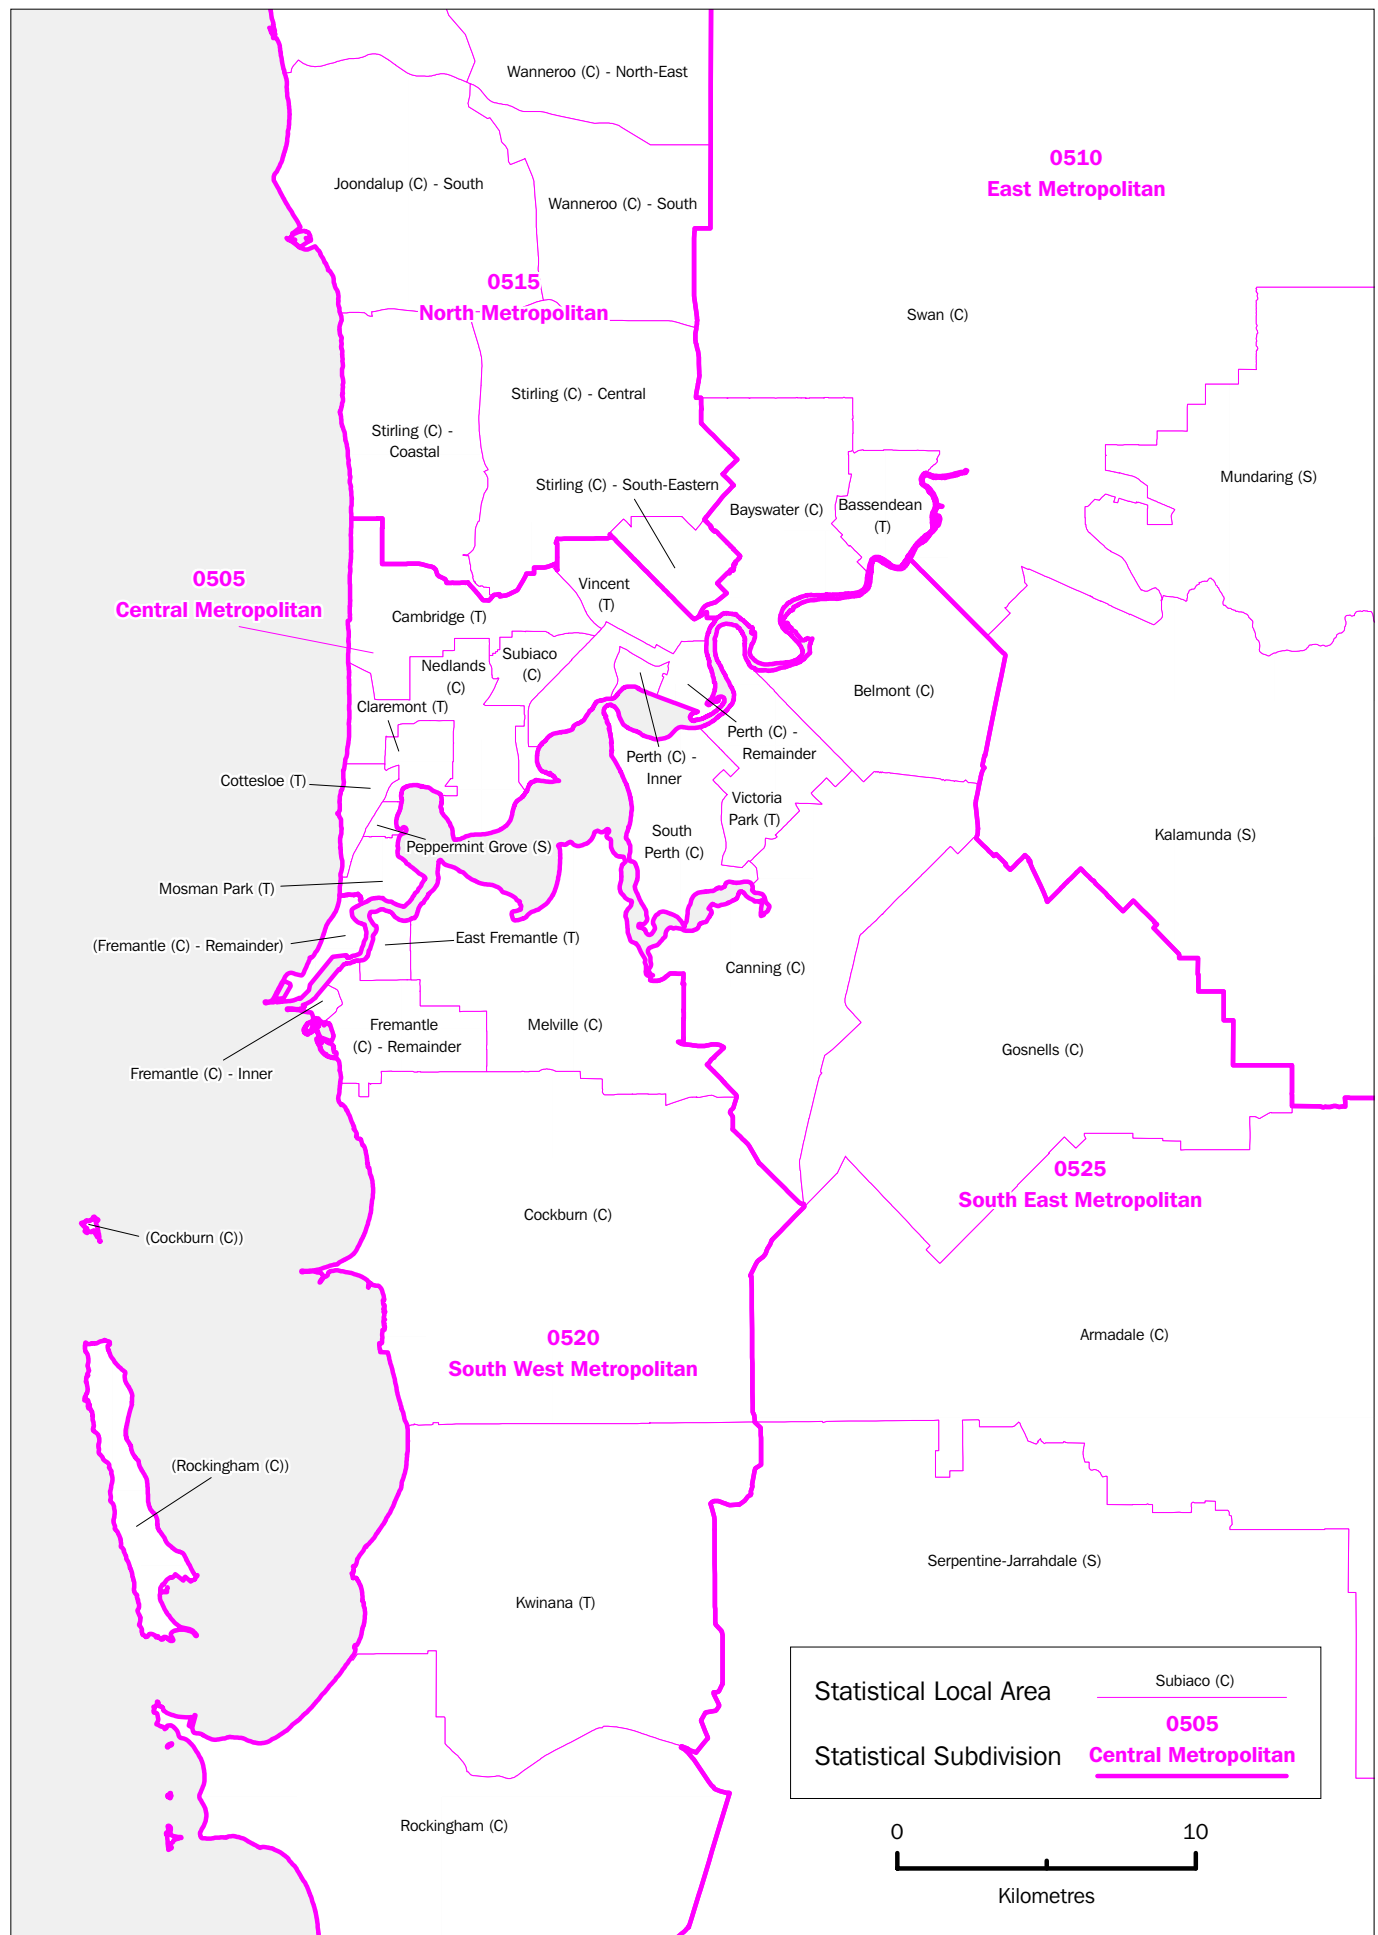 Wanneroo (C) - North-East
0510
East Metropolitan
Joondalup (C) - South
Wanneroo (C) - South
0515
North Metropolitan
Swan (C)
Stirling (C) - Central
Stirling (C) -
Coastal
Stirling (C) - South-Eastern
Mundaring (S)
Bayswater (C)
Bassendean
(T)
0505
Central Metropolitan
Vincent
(T)
Cambridge (T)
Nedlands
(C)
Subiaco
(C)
Belmont (C)
Claremont (T)
Perth (C) -
Remainder
Perth (C) -
Inner
Cottesloe (T)
Victoria
Park (T)
South
Perth (C)
Kalamunda (S)
Peppermint Grove (S)
Mosman Park (T)
(Fremantle (C) - Remainder)
East Fremantle (T)
Canning (C)
Fremantle
(C) - Remainder
Melville (C)
Gosnells (C)
Fremantle (C) - Inner
0525
South East Metropolitan
Cockburn (C)
(Cockburn (C))
Armadale (C)
0520
South West Metropolitan
(Rockingham (C))
Serpentine-Jarrahdale (S)
Kwinana (T)
Statistical Local Area
Subiaco (C)
0505
Statistical Subdivision
Central Metropolitan
Rockingham (C)
0 10
Kilometres